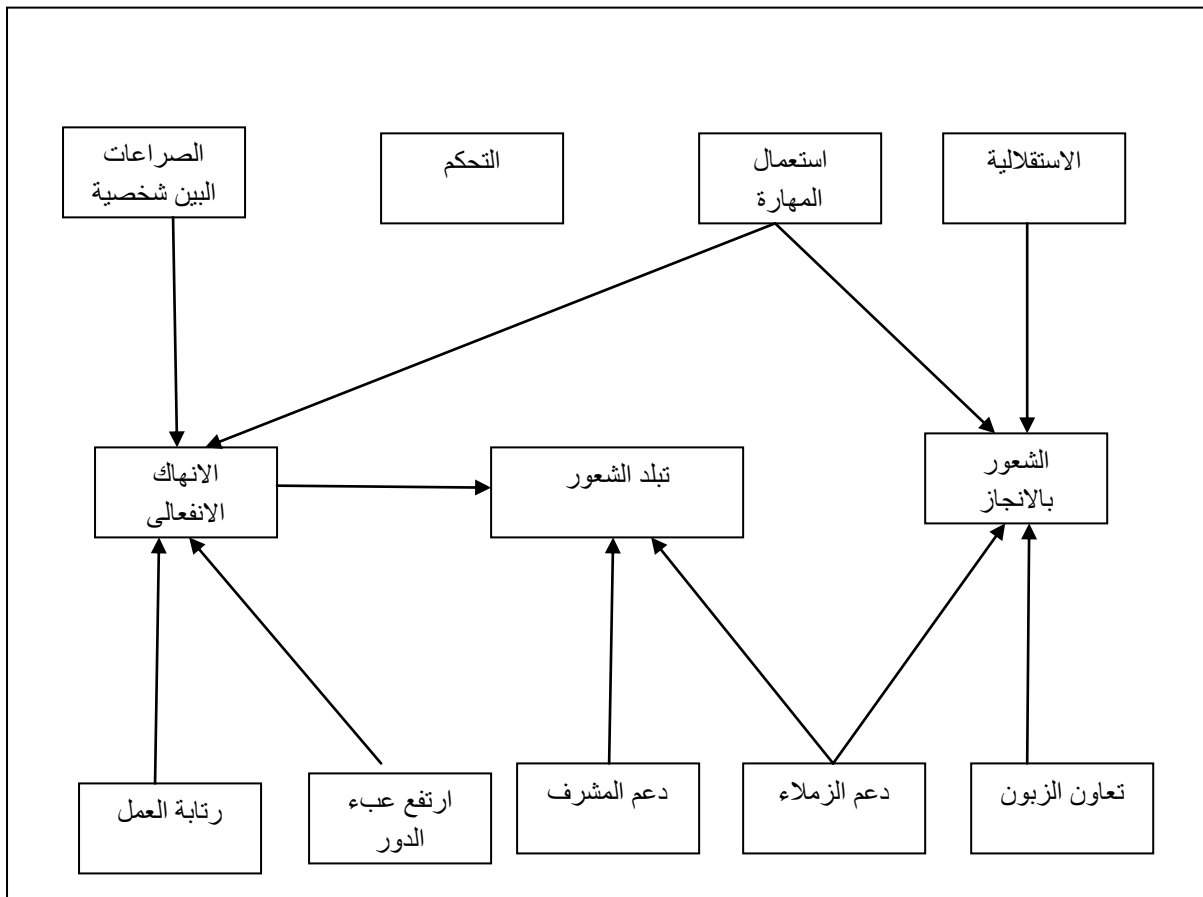 الاستقلالية
استعمال
المهارة
التحكم
الصراعات
البين شخصية
الشعور
بالانجاز
تبلد الشعور
الانهاك
الانفعالى
تعاون الزبون
دعم الزملاء
دعم المشرف
ارتفع عبء
الدور
رتابة العمل